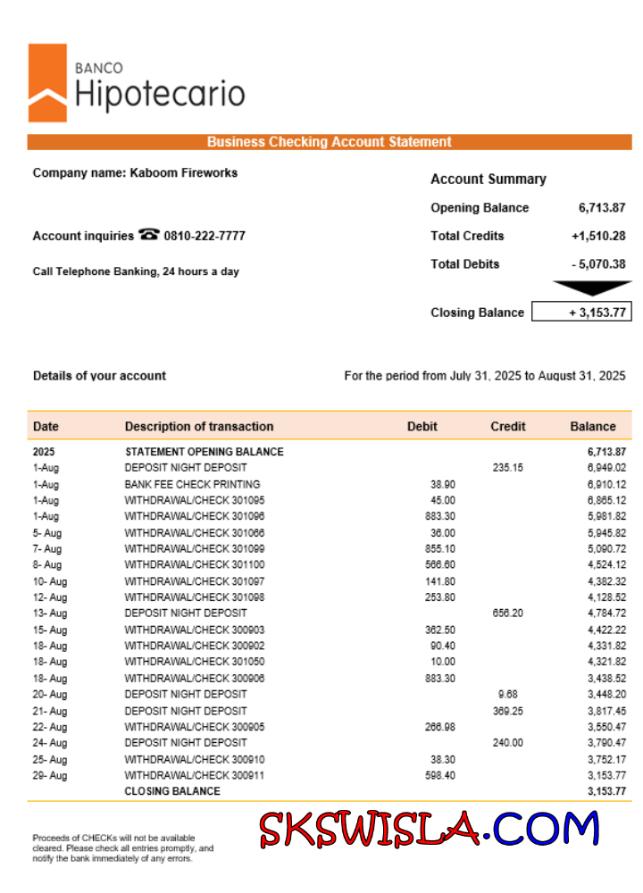 BANCO
Hipotecario
Business Checking Account Statement
Company name: Kaboom Fireworks
Account Summary
Opening Balance 6,713.87
Account inquiries ☎ 0810-222-7777 Total Credits +1,510.28
Call Telephone Banking, 24 hours a day Total Debits - 5,070.38
Closing Balance + 3,153.77
Details of your account For the period from July 31, 2025 to August 31, 2025
Date Description of transaction Debit Credit Balance
2025 STATEMENT OPENING BALANCE 6,713.87
1-Aug DEPOSIT NIGHT DEPOSIT 235.15 6,949.02
1-Aug BANK FEE CHECK PRINTING 38.90 6,910.12
1-Aug WITHDRAWAL/CHECK 301095 45.00 6,865.12
1-Aug WITHDRAWAL/CHECK 301096 883.30 5,981.82
5- Aug WITHDRAWAL/CHECK 301066 36.00 5,945.82
7- Aug WITHDRAWAL/CHECK 301099 855.10 5,090.72
8- Aug WITHDRAWAL/CHECK 301100 566.60 4,524.12
10- Aug WITHDRAWAL/CHECK 301097 141.80 4,382.32
12- Aug WITHDRAWAL/CHECK 301098 253.80 4,128.52
13- Aug DEPOSIT NIGHT DEPOSIT 656.20 4,784.72
15- Aug WITHDRAWAL/CHECK 300903 362.50 4,422.22
18- Aug WITHDRAWAL/CHECK 300902 90.40 4,331.82
18- Aug WITHDRAWAL/CHECK 301050 10.00 4,321.82
18- Aug WITHDRAWAL/CHECK 300906 883.30 3,438.52
20- Aug DEPOSIT NIGHT DEPOSIT 9.68 3,448.20
21- Aug DEPOSIT NIGHT DEPOSIT 369.25 3,817.45
22- Aug WITHDRAWAL/CHECK 300905 266.98 3,550.47
24- Aug DEPOSIT NIGHT DEPOSIT 240.00 3,790.47
25- Aug WITHDRAWAL/CHECK 300910 38.30 3,752.17
29- Aug WITHDRAWAL/CHECK 300911 598.40 3,153.77
CLOSING BALANCE 3,153.77
Proceeds of CHECKs will not be available
cleared. Please check all entries promptly, and
notify the bank immediately of any errors.
SKSWISLA.COM